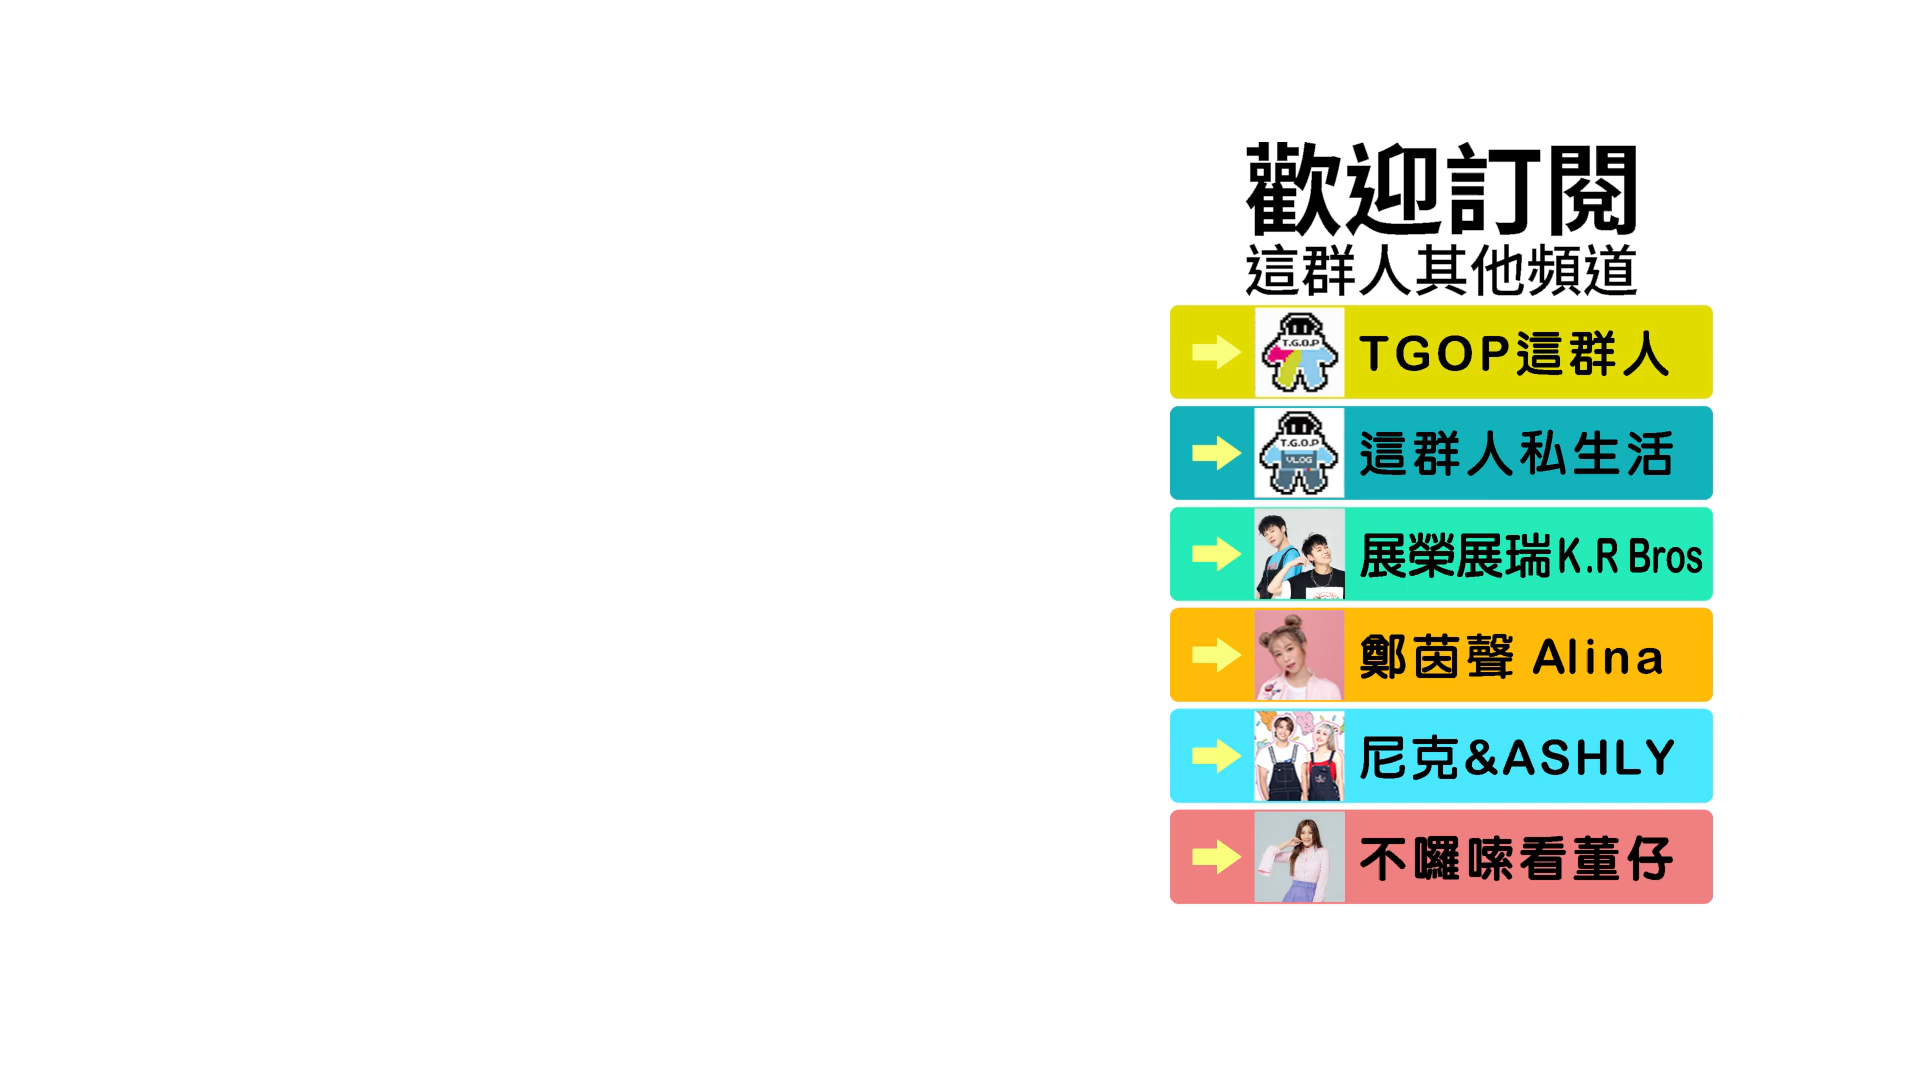 歡迎訂閱
這群人其他頻道
T.G.O.P
TGOP這群人
T.G.O.P
VLOG
這群人私生活
展榮展瑞K.R Bros
鄭茵聲 Alina
尼克&ASHLY
不囉嗦看董仔